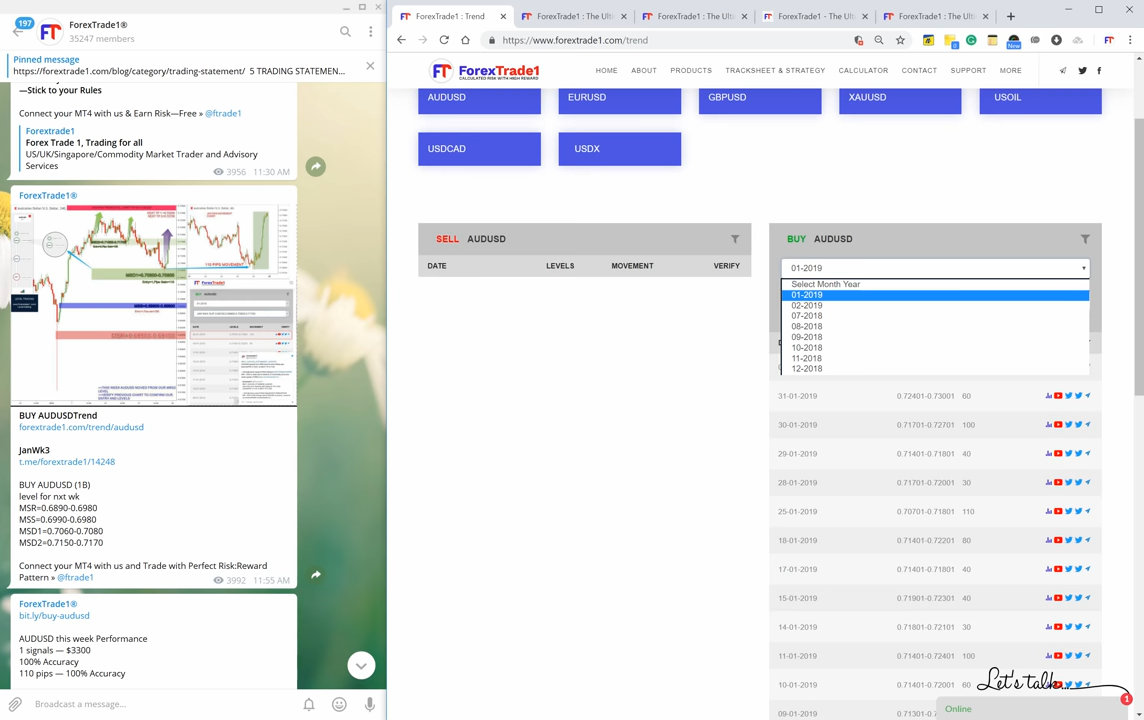 197
ForexTrade1®
35247 members
Pinned message
https://forextrade1.com/blog/category/trading-statement/ 5 TRADING STATEMEN...
—Stick to your Rules
Connect your MT4 with us & Earn Risk—Free » @ftrade1
Forextrade1
Forex Trade 1, Trading for all
US/UK/Singapore/Commodity Market Trader and Advisory
Services
3956 11:30 AM
ForexTrade1®
BUY AUDUSDTrend
forextrade1.com/trend/audusd
JanWk3
t.me/forextrade1/14248
BUY AUDUSD (1B)
level for nxt wk
MSR=0.6890-0.6980
MSS=0.6990-0.6980
MSD1=0.7060-0.7080
MSD2=0.7150-0.7170
Connect your MT4 with us and Trade with Perfect Risk:Reward
Pattern » @ftrade1
3992 11:55 AM
ForexTrade1®
bit.ly/buy-audusd
AUDUSD this week Performance
1 signals — $3300
100% Accuracy
110 pips — 100% Accuracy
Broadcast a message...
ForexTrade1 : Trend
ForexTrade1 : The Ulti
ForexTrade1 : The Ulti
ForexTrade1 - The Ulti
ForexTrade1 : The Ulti
https://www.forextrade1.com/trend
New
ForexTrade1
CALCULATED RISK WITH HIGH REWARD
HOME ABOUT PRODUCTS TRACKSHEET & STRATEGY CALCULATOR CONTACT SUPPORT MORE
AUDUSD EURUSD GBPUSD XAUUSD USOIL
USDCAD USDX
SELL AUDUSD
DATE LEVELS MOVEMENT VERIFY
BUY AUDUSD
01-2019
Select Month Year
01-2019
02-2019
07-2018
08-2018
09-2018
10-2018
11-2018
12-2018
31-01-2019 0.72401-0.73001 60
30-01-2019 0.71701-0.72701 100
29-01-2019 0.71401-0.71801 40
28-01-2019 0.71701-0.72001 30
25-01-2019 0.70701-0.71801 110
18-01-2019 0.71401-0.72201 80
17-01-2019 0.71401-0.71801 40
15-01-2019 0.71901-0.72301 40
14-01-2019 0.71801-0.72101 30
11-01-2019 0.71401-0.72401 100
10-01-2019 0.71401-0.72001 60
09-01-2019 0.71301-0
Let's talk...
Online
1